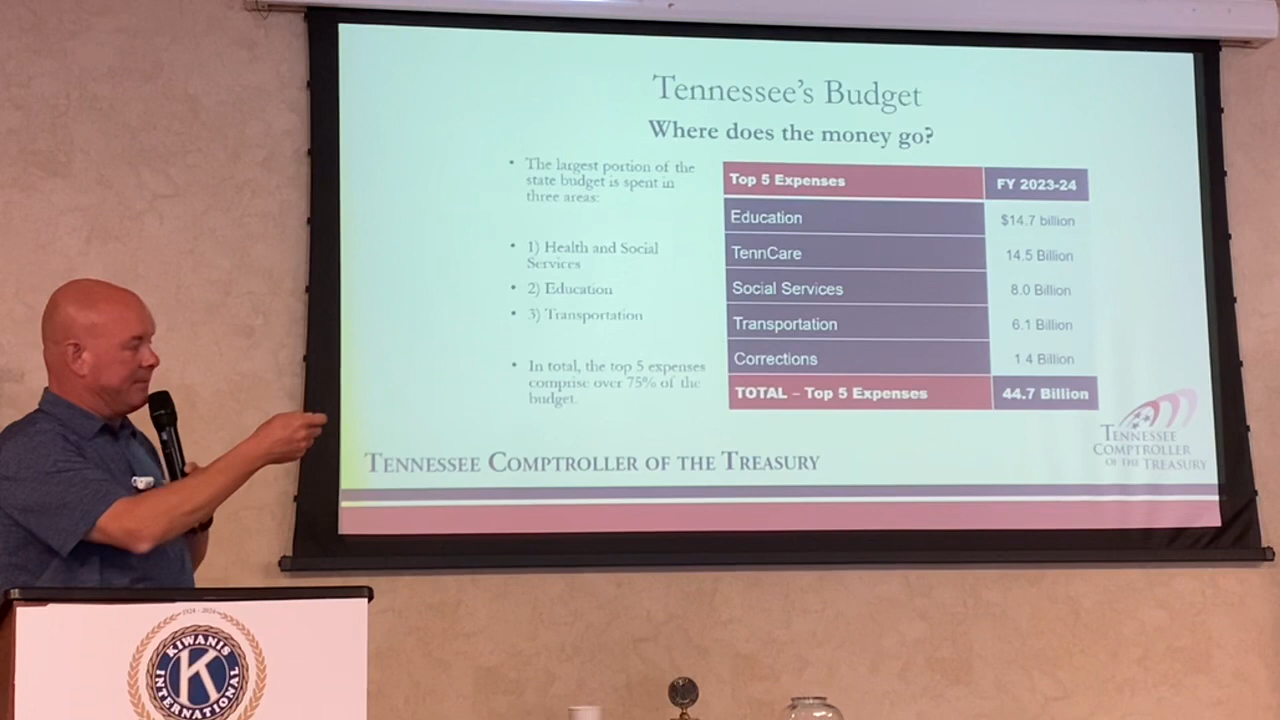 Tennessee's Budget
Where does the money go?
• The largest portion of the
state budget is spent in
three areas:
• 1) Health and Social
Services
• 2) Education
• 3) Transportation
• In total, the top 5 expenses
comprise over 75% of the
budget.
Top 5 Expenses FY 2023-24
Education $14.7 billion
TennCare 14.5 Billion
Social Services 8.0 Billion
Transportation 6.1 Billion
Corrections 1.4 Billion
TOTAL – Top 5 Expenses 44.7 Billion
TENNESSEE COMPTROLLER OF THE TREASURY
TENNESSEE
COMPTROLLER
OF THE TREASURY
KIWANIS
K
INTERNATIONAL